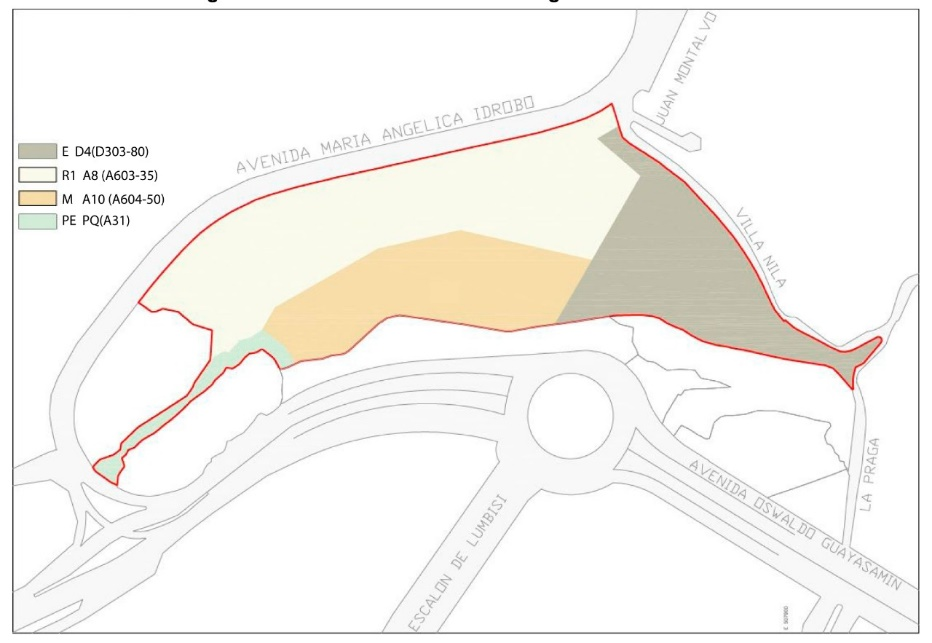 AVENIDA MARIA ANGELICA IDROBO
JUAN MONTALVO
E D4(D303-80)
R1 A8 (A603-35)
M A10 (A604-50)
PE PQ(A31)
VILLA NILA
LA PRAGA
AVENIDA OSWALDO GUAYASAMIN
ESCALON DE LUMBISI